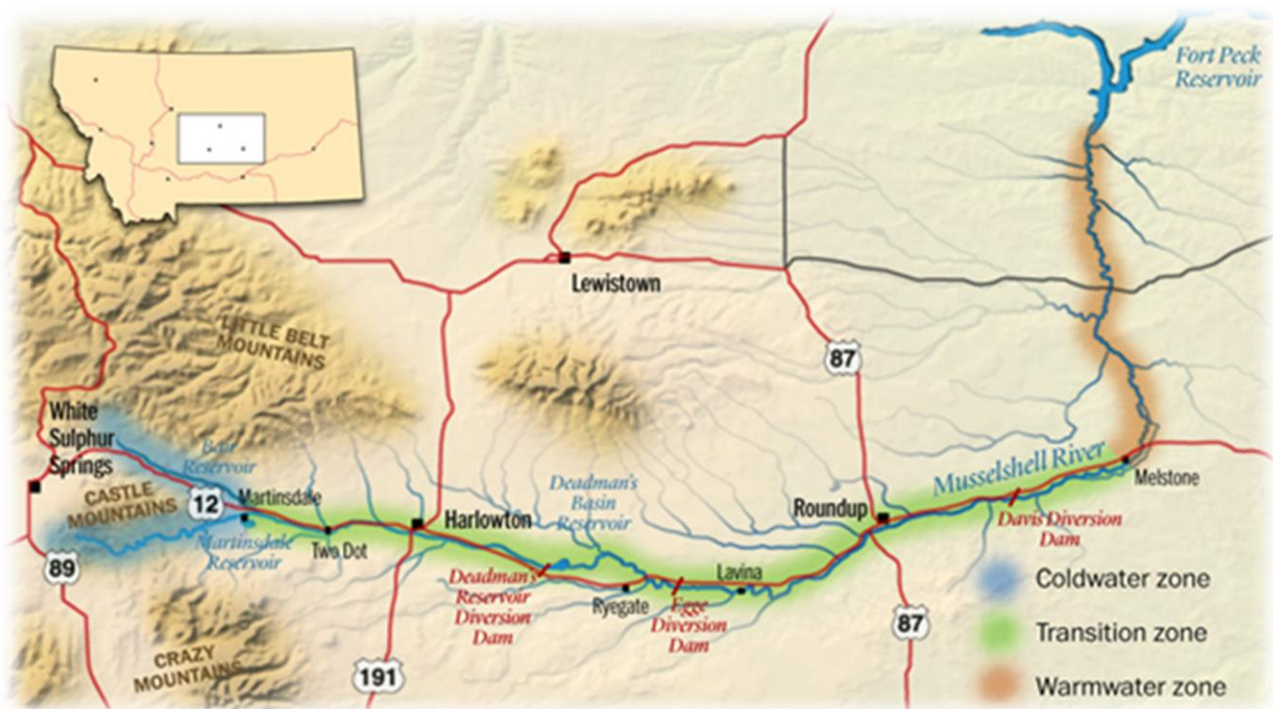 Fort Peck
Reservoir
Lewistown
LITTLE BELT
MOUNTAINS
87
White
Sulphur
Springs
Bair
Reservoir
Musselshell River
CASTLE
MOUNTAINS
12
Martinsdale
Deadman's
Basin
Reservoir
Melstone
Roundup
Harlowton
Davis Diversion
Dam
Martinsdale
Reservoir
Two Dot
89
Deadman's
Reservoir
Diversion
Dam
Ryegate
Egge
Diversion
Dam
Lavina
Coldwater zone
87
Transition zone
CRAZY
MOUNTAINS
191
Warmwater zone